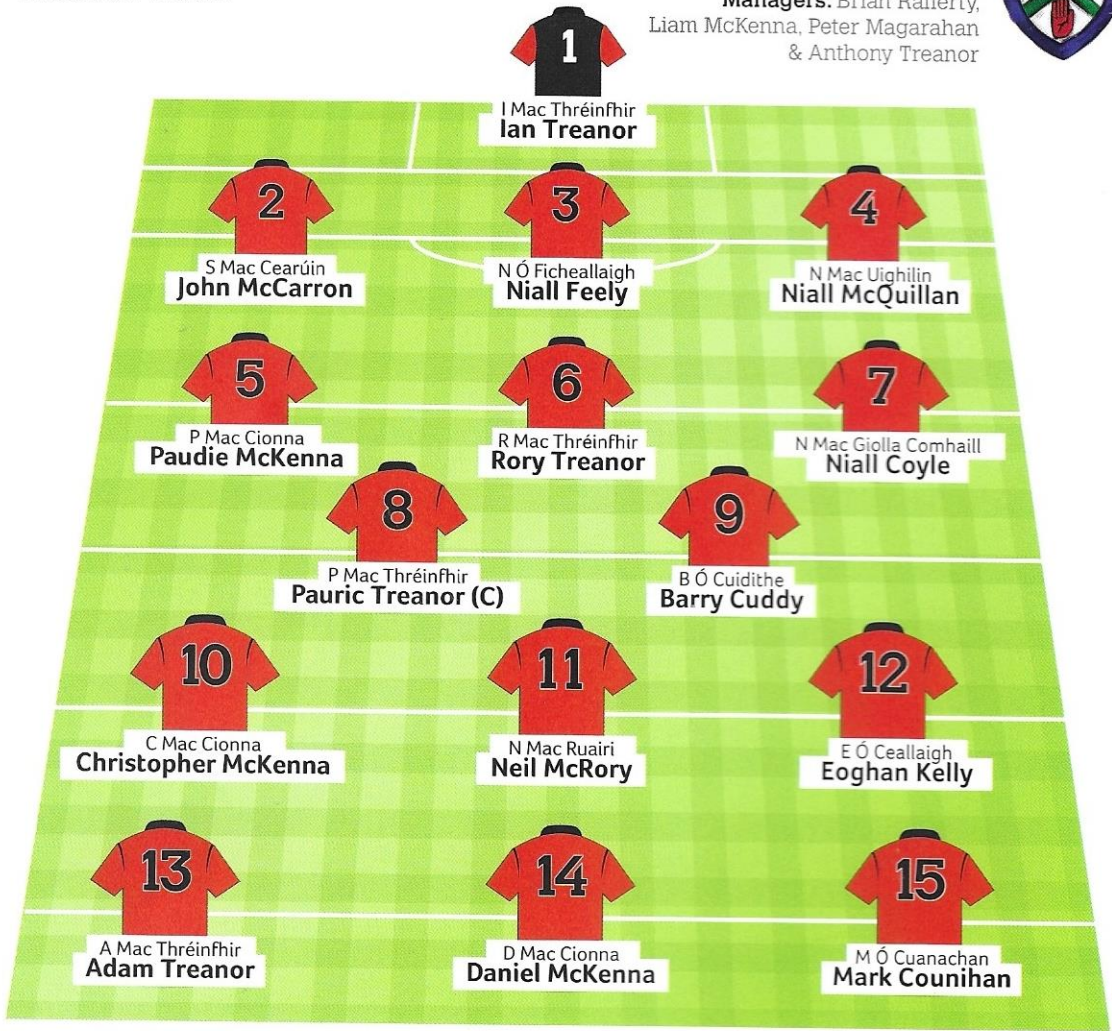 Managers: Brian Rafferty,
Liam McKenna, Peter Magarahan
& Anthony Treanor
1
I Mac Thréinfhir
Ian Treanor
2
3
4
S Mac Cearúin
John McCarron
N Ó Ficheallaigh
Niall Feely
N Mac Uighilin
Niall McQuillan
5
6
7
P Mac Cionna
Paudie McKenna
R Mac Thréinfhir
Rory Treanor
N Mac Giolla Comhaill
Niall Coyle
8
9
P Mac Thréinfhir
Pauric Treanor (C)
B Ó Cuidithe
Barry Cuddy
10
11
12
C Mac Cionna
Christopher McKenna
N Mac Ruairi
Neil McRory
E Ó Ceallaigh
Eoghan Kelly
13
14
15
A Mac Thréinfhir
Adam Treanor
D Mac Cionna
Daniel McKenna
M Ó Cuanachan
Mark Counihan